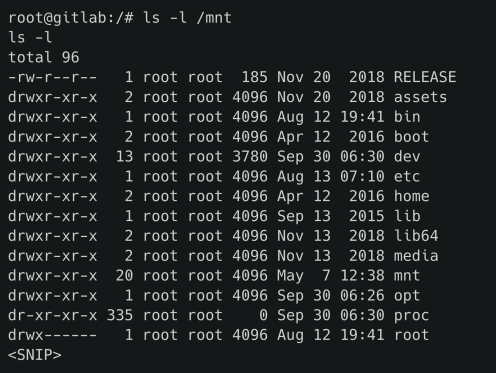 root@gitlab:/# ls -l /mnt
ls -l
total 96
-rw-r--r--   1 root root  185 Nov 20  2018 RELEASE
drwxr-xr-x   2 root root 4096 Nov 20  2018 assets
drwxr-xr-x   1 root root 4096 Aug 12 19:41 bin
drwxr-xr-x   2 root root 4096 Apr 12  2016 boot
drwxr-xr-x  13 root root 3780 Sep 30 06:30 dev
drwxr-xr-x   1 root root 4096 Aug 13 07:10 etc
drwxr-xr-x   2 root root 4096 Apr 12  2016 home
drwxr-xr-x   1 root root 4096 Sep 13  2015 lib
drwxr-xr-x   2 root root 4096 Nov 13  2018 lib64
drwxr-xr-x   2 root root 4096 Nov 13  2018 media
drwxr-xr-x  20 root root 4096 May  7 12:38 mnt
drwxr-xr-x   1 root root 4096 Sep 30 06:26 opt
dr-xr-xr-x 335 root root    0 Sep 30 06:30 proc
drwx------   1 root root 4096 Aug 12 19:41 root
<SNIP>